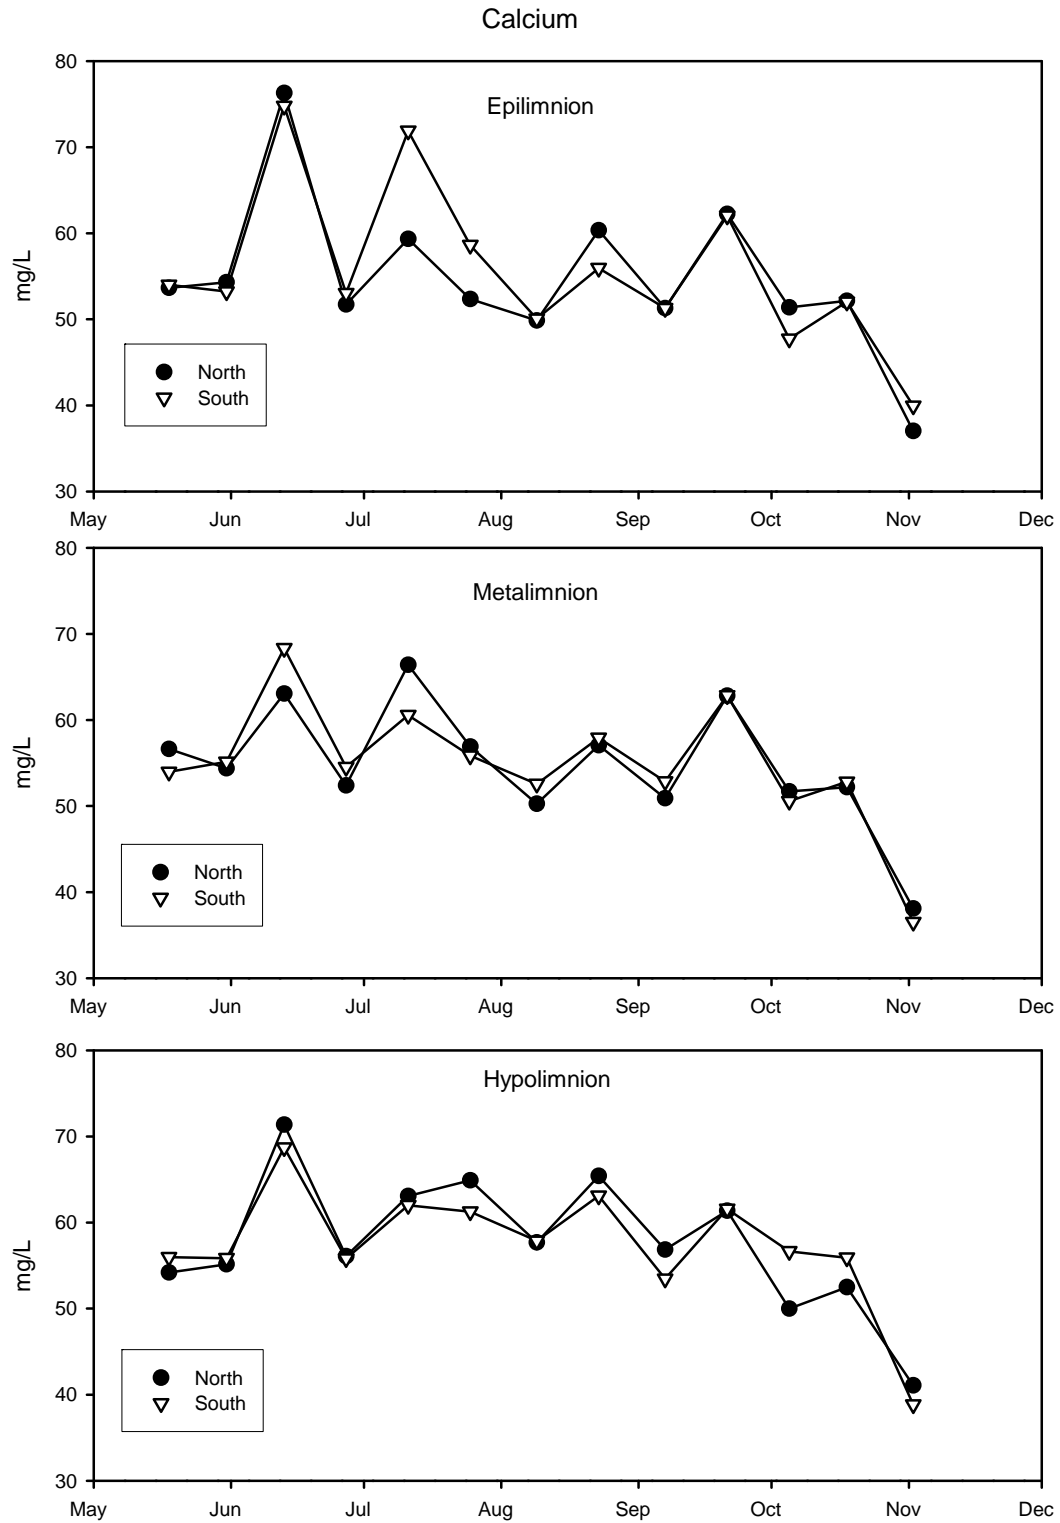 Calcium
80
Epilimnion
70
60
mg/L
50
North
South
40
30
May Jun Jul Aug Sep Oct Nov Dec
80
Metalimnion
70
60
mg/L
50
North
South
40
30
May Jun Jul Aug Sep Oct Nov Dec
80
Hypolimnion
70
60
mg/L
50
North
South
40
30
May Jun Jul Aug Sep Oct Nov Dec